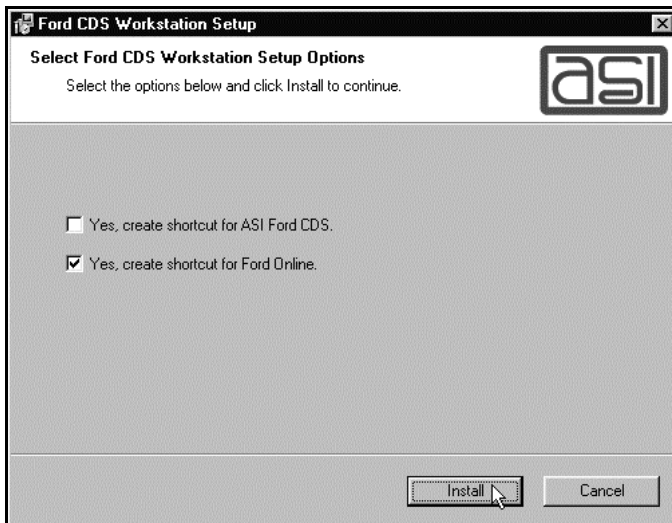 Ford CDS Workstation Setup
Select Ford CDS Workstation Setup Options
Select the options below and click Install to continue.
asi
Yes, create shortcut for ASI Ford CDS.
Yes, create shortcut for Ford Online.
Install
Cancel